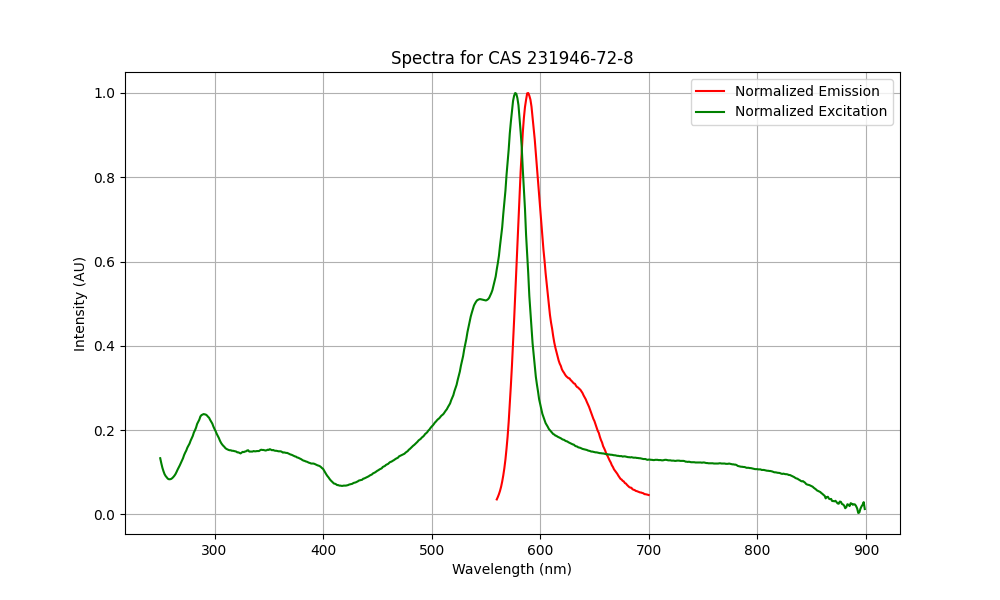 Spectra for CAS 231946-72-8
Normalized Emission
Normalized Excitation
1.0
0.8
0.6
0.4
0.2
0.0
Intensity (AU)
300 400 500 600 700 800 900
Wavelength (nm)